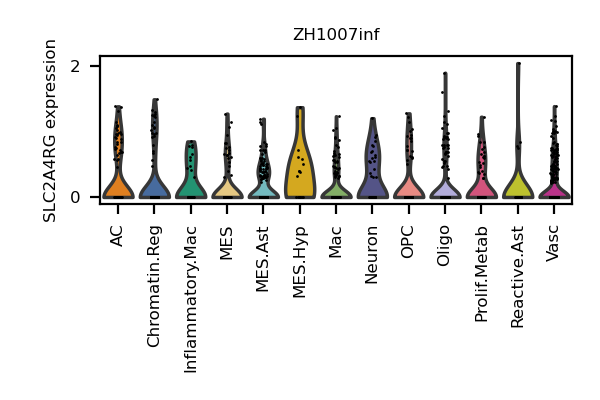 ZH1007inf
SLC2A4RG expression
2
0
AC
Chromatin.Reg
Inflammatory.Mac
MES
MES.Ast
MES.Hyp
Mac
Neuron
OPC
Oligo
Prolif.Metab
Reactive.Ast
Vasc